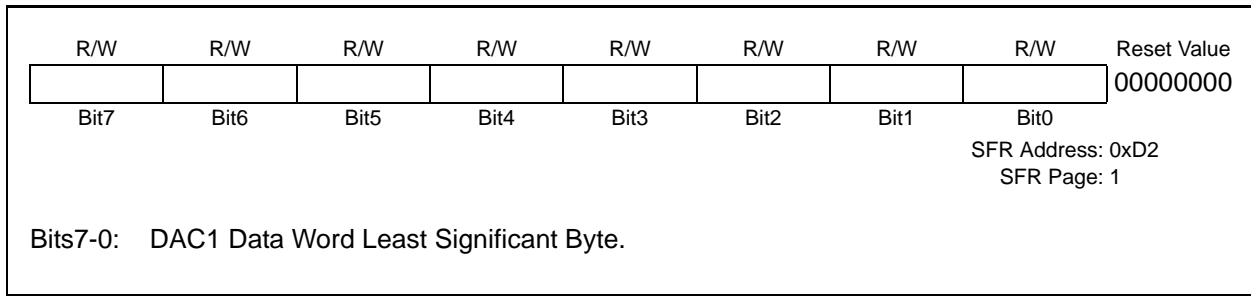 R/W R/W R/W R/W R/W R/W R/W R/W Reset Value
00000000
Bit7 Bit6 Bit5 Bit4 Bit3 Bit2 Bit1 Bit0
SFR Address: 0xD2
SFR Page: 1
Bits7-0: DAC1 Data Word Least Significant Byte.